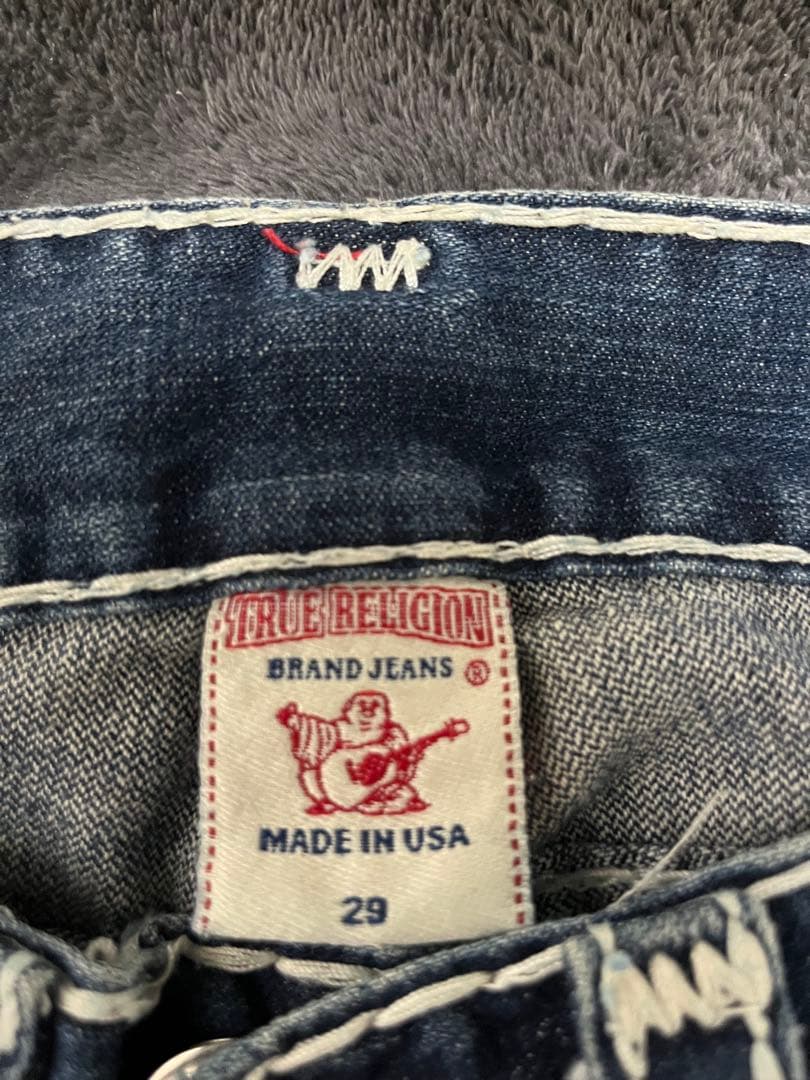 TRUE RELIGION
BRAND JEANS ®
MADE IN USA
29